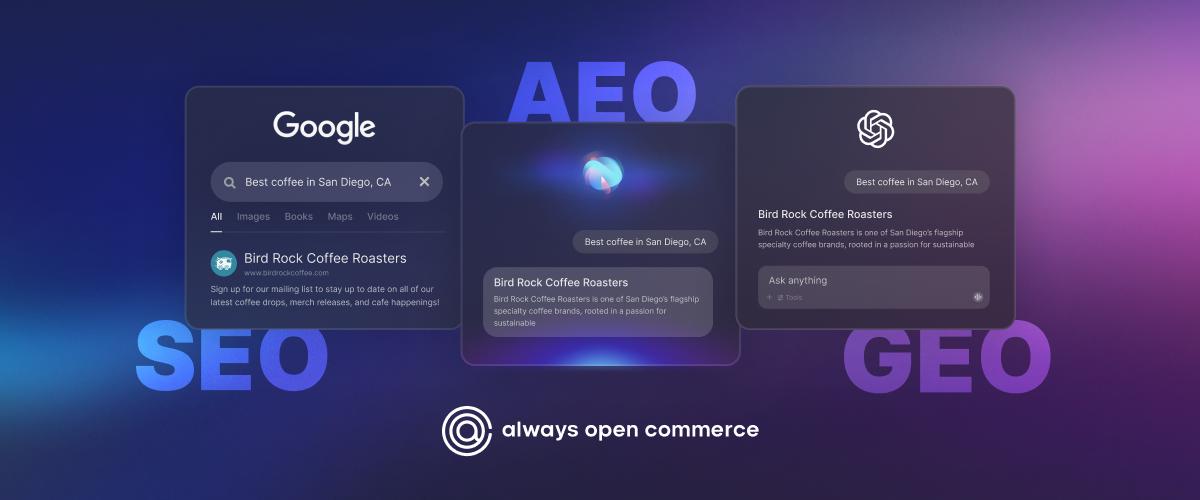 AEO
Google
Best coffee in San Diego, CA
All Images Books Maps Videos
Bird Rock Coffee Roasters
www.birdrockcoffee.com
Sign up for our mailing list to stay up to date on all of our
latest coffee drops, merch releases, and cafe happenings!
SEO
Best coffee in San Diego, CA
Bird Rock Coffee Roasters
Bird Rock Coffee Roasters is one of San Diego's flagship
specialty coffee brands, rooted in a passion for
sustainable
Best coffee in San Diego, CA
Bird Rock Coffee Roasters
Bird Rock Coffee Roasters is one of San Diego's flagship
specialty coffee brands, rooted in a passion for sustainable
Ask anything
+ Tools
GEO
always open commerce